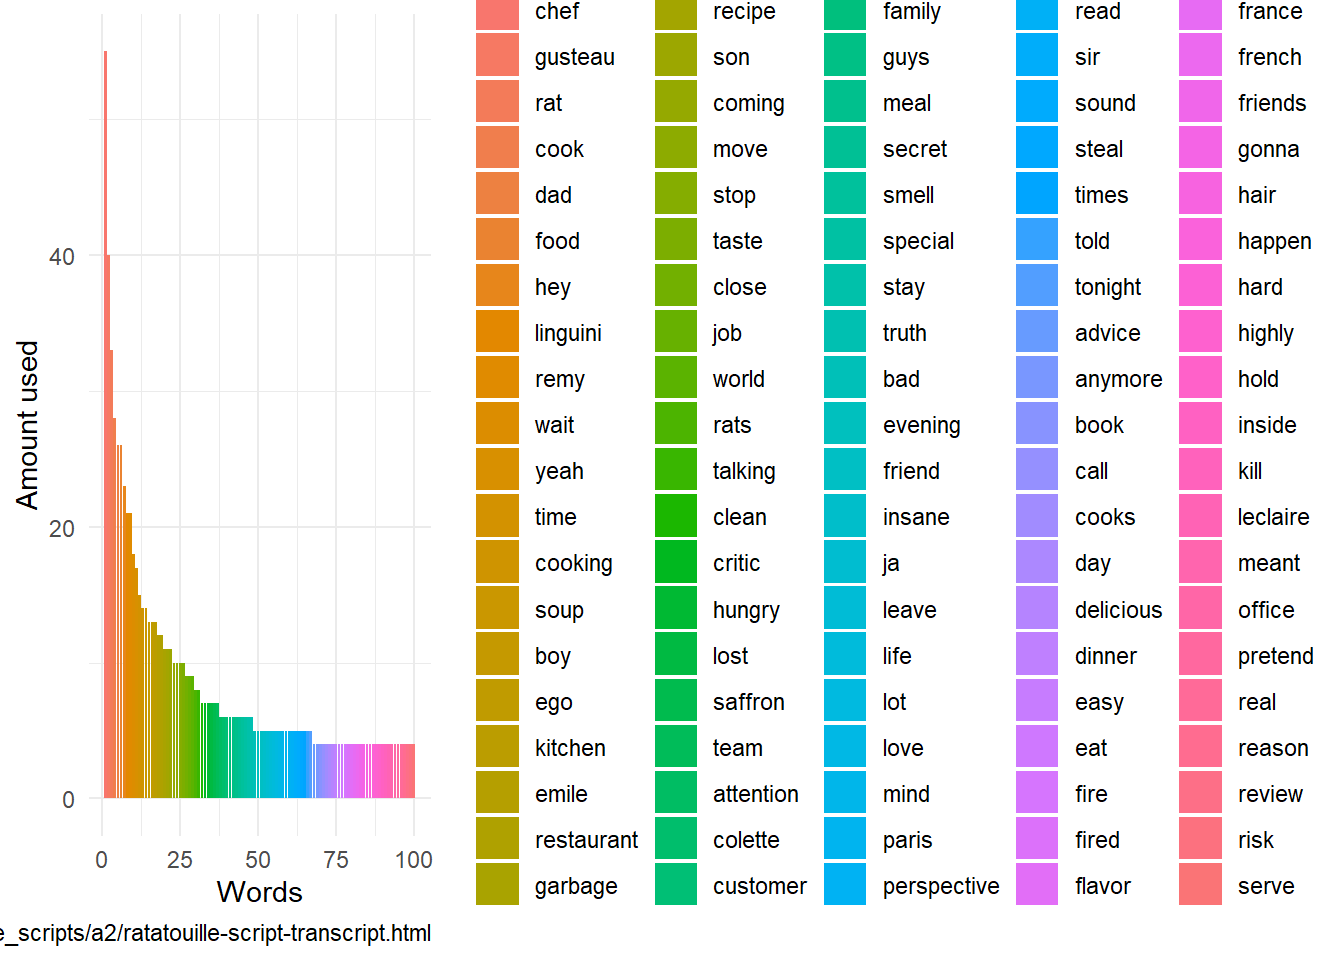 40
20
0
Amount used
0 25 50 75 100
Words
e_scripts/a2/ratatouille-script-transcript.html
chef
gusteau
rat
cook
dad
food
hey
linguini
remy
wait
yeah
time
cooking
soup
boy
ego
kitchen
emile
restaurant
garbage
recipe
son
coming
move
stop
taste
close
job
world
rats
talking
clean
critic
hungry
lost
saffron
team
attention
colette
customer
family
guys
meal
secret
smell
special
stay
truth
bad
evening
friend
insane
ja
leave
life
lot
love
mind
paris
perspective
read
sir
sound
steal
times
told
tonight
advice
anymore
book
call
cooks
day
delicious
dinner
easy
eat
fire
fired
flavor
france
french
friends
gonna
hair
happen
hard
highly
hold
inside
kill
leclaire
meant
office
pretend
real
reason
review
risk
serve